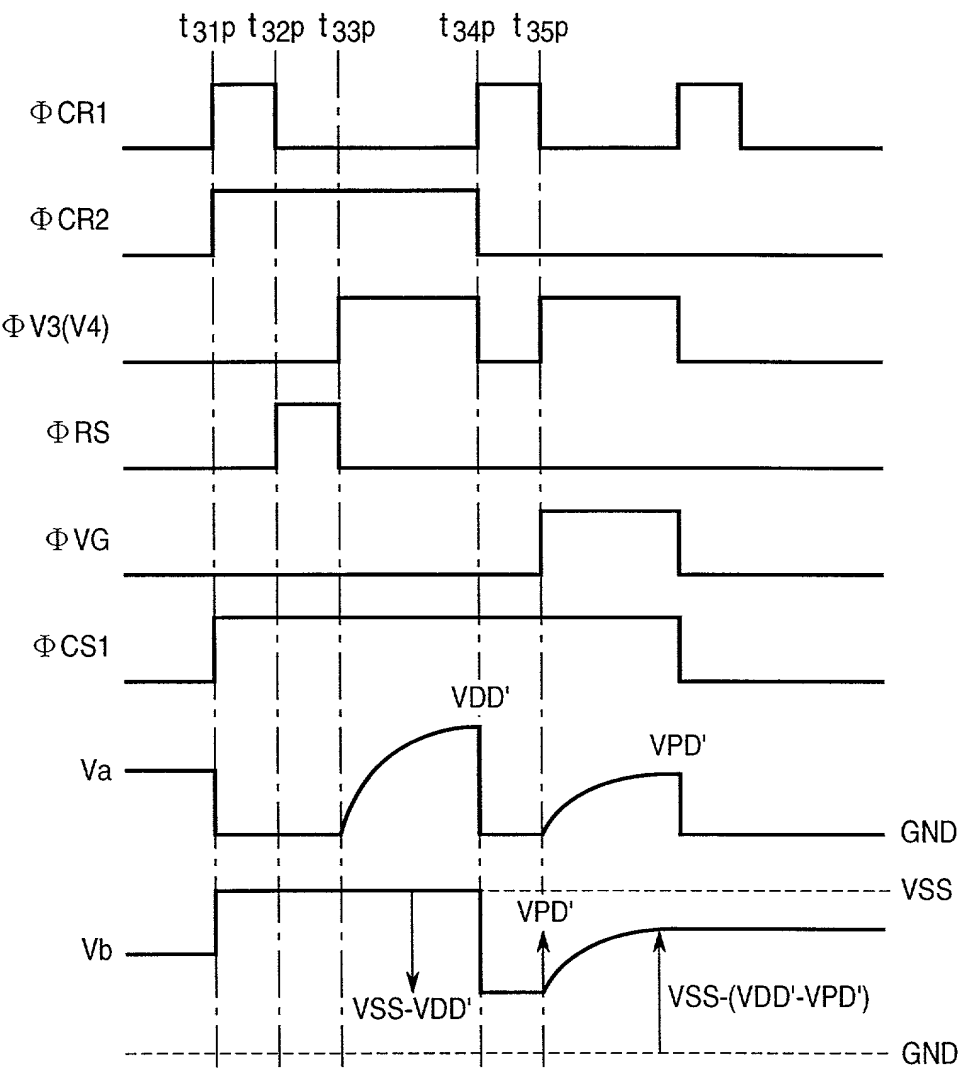 t31p t32p t33p t34p t35p
ΦCR1
ΦCR2
ΦV3(V4)
ΦRS
ΦVG
ΦCS1
VDD'
Va
VPD'
GND
VSS
VPD'
Vb
VSS-VDD'
VSS-(VDD'-VPD')
GND